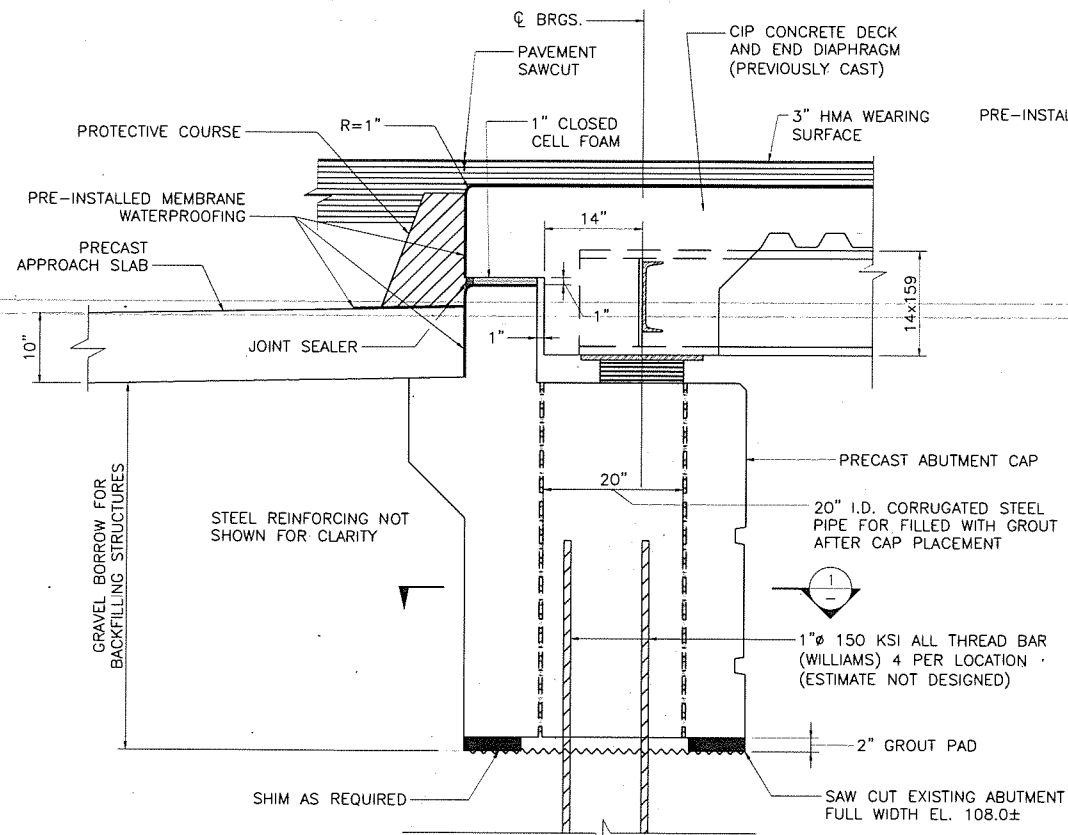 ℄ BRGS.
PAVEMENT
SAWCUT
CIP CONCRETE DECK
AND END DIAPHRAGM
(PREVIOUSLY CAST)
PROTECTIVE COURSE
R=1"
1" CLOSED
CELL FOAM
3" HMA WEARING
SURFACE
PRE-INSTAL
PRE-INSTALLED MEMBRANE
WATERPROOFING
14"
PRECAST
APPROACH SLAB
14x159
1"
10"
JOINT SEALER
1"
PRECAST ABUTMENT CAP
20"
20" I.D. CORRUGATED STEEL
PIPE FOR FILLED WITH GROUT
AFTER CAP PLACEMENT
STEEL REINFORCING NOT
SHOWN FOR CLARITY
GRAVEL BORROW FOR
BACKFILLING STRUCTURES
1
–
1"ø 150 KSI ALL THREAD BAR
(WILLIAMS) 4 PER LOCATION
(ESTIMATE NOT DESIGNED)
2" GROUT PAD
SHIM AS REQUIRED
SAW CUT EXISTING ABUTMENT
FULL WIDTH EL. 108.0±